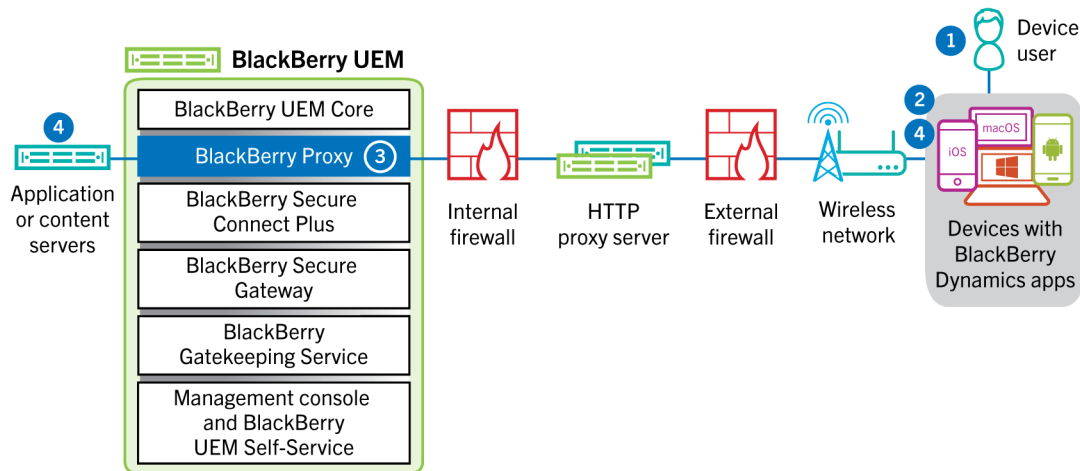 1
Device
user
BlackBerry UEM
BlackBerry UEM Core
4
BlackBerry Proxy 3
Application
or content
servers
BlackBerry Secure
Connect Plus
BlackBerry Secure
Gateway
BlackBerry
Gatekeeping Service
Management console
and BlackBerry
UEM Self-Service
Internal
firewall
HTTP
proxy server
External
firewall
Wireless
network
2
4
macOS
iOS
Devices with
BlackBerry
Dynamics apps